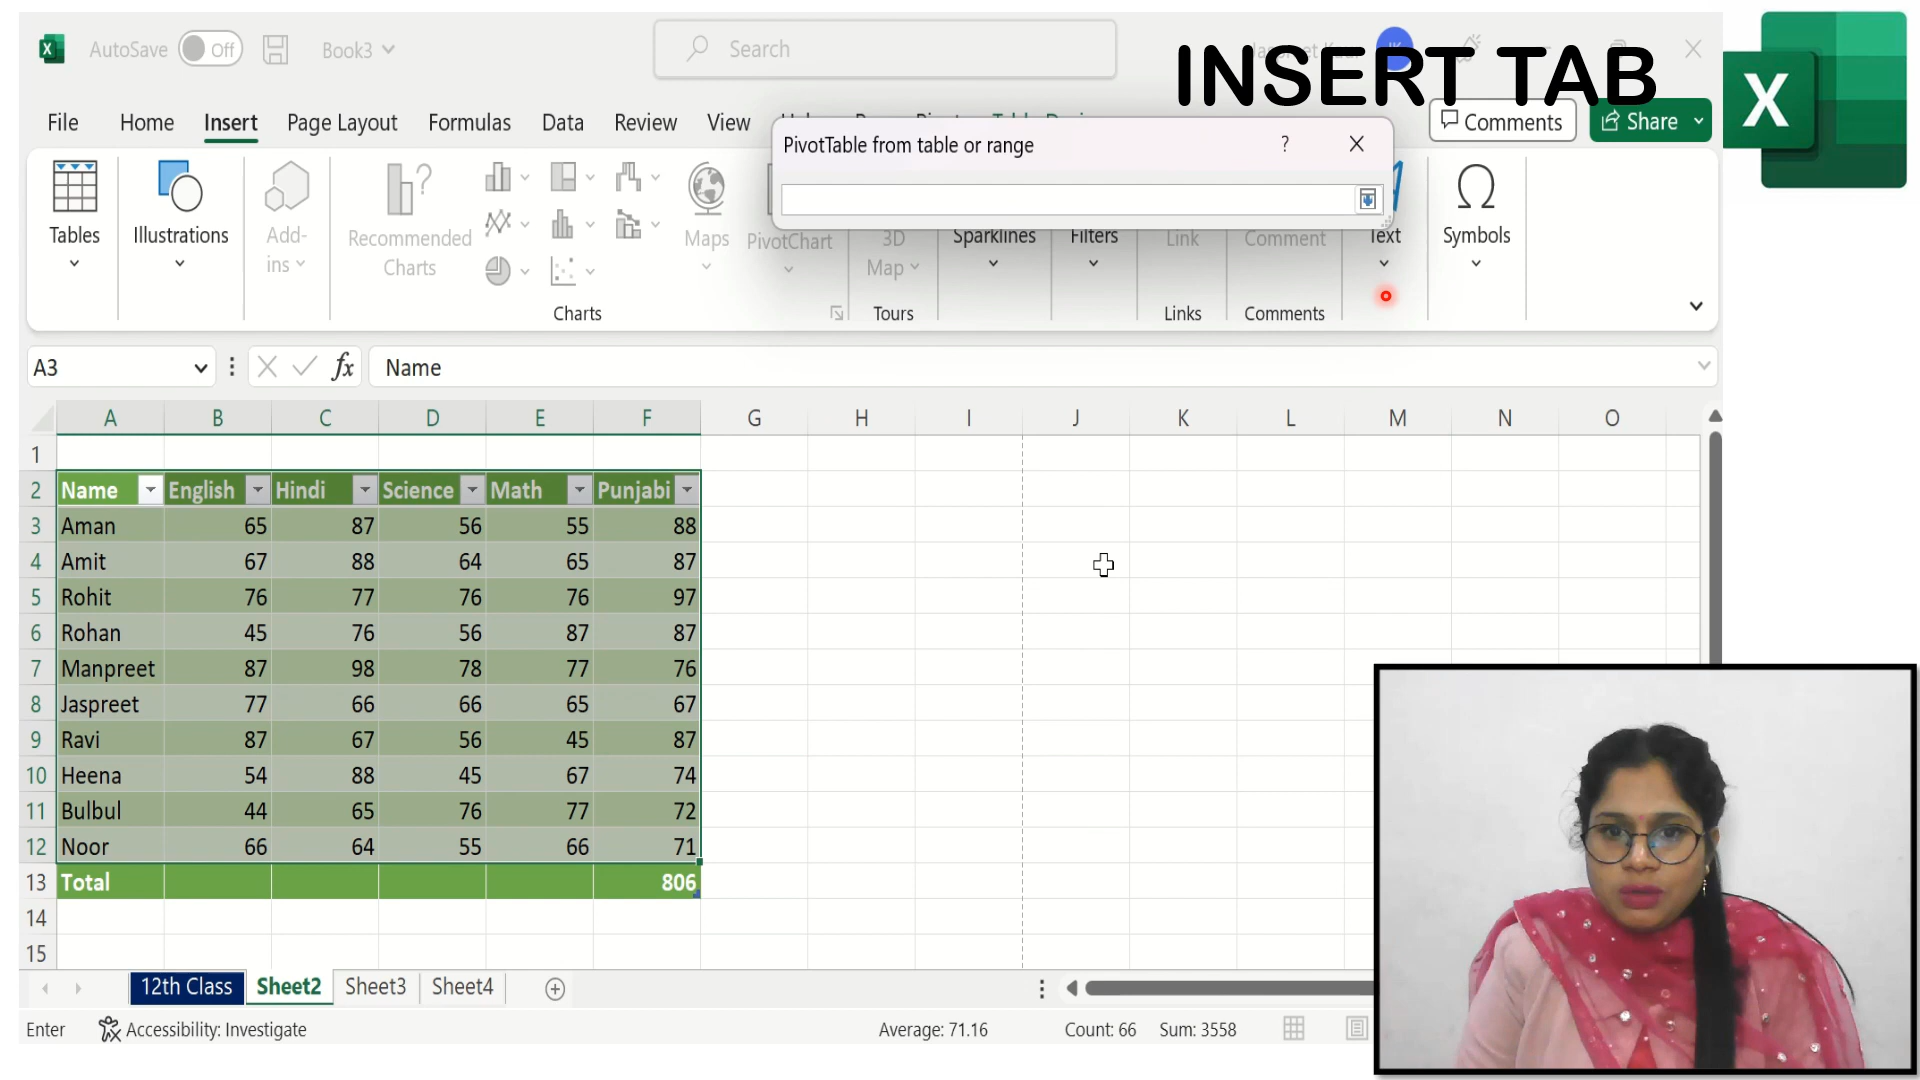 AutoSave Off Book3 Search
INSERT TAB
File Home Insert Page Layout Formulas Data Review View Comments Share
PivotTable from table or range ?
Tables Illustrations Add-ins Recommended Charts Maps PivotChart 3D Map Sparklines Filters Link Comment Text Symbols
Charts Tours Links Comments
A3 fx Name
A B C D E F G H I J K L M N O
1
2 Name English Hindi Science Math Punjabi
3 Aman 65 87 56 55 88
4 Amit 67 88 64 65 87
5 Rohit 76 77 76 76 97
6 Rohan 45 76 56 87 87
7 Manpreet 87 98 78 77 76
8 Jaspreet 77 66 66 65 67
9 Ravi 87 67 56 45 87
10 Heena 54 88 45 67 74
11 Bulbul 44 65 76 77 72
12 Noor 66 64 55 66 71
13 Total 806
14
15
12th Class Sheet2 Sheet3 Sheet4
Enter Accessibility: Investigate Average: 71.16 Count: 66 Sum: 3558